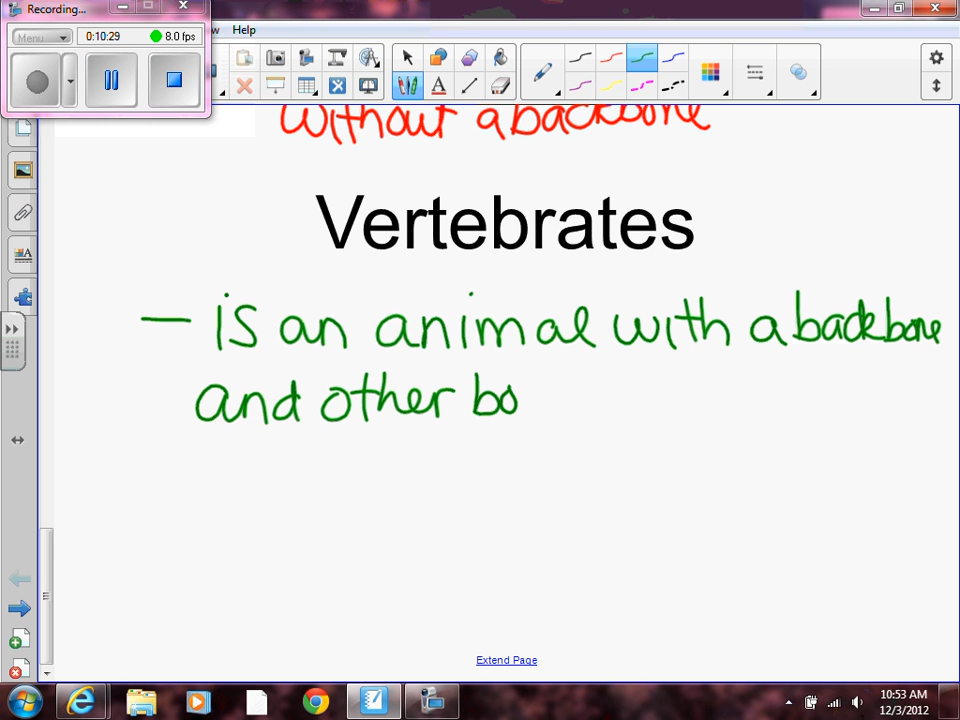 Recording...
Menu
0:10:29
8.0 fps
w Help
without a backbone
Vertebrates
— is an animal with a backbone
and other bo
Extend Page
10:53 AM
12/3/2012